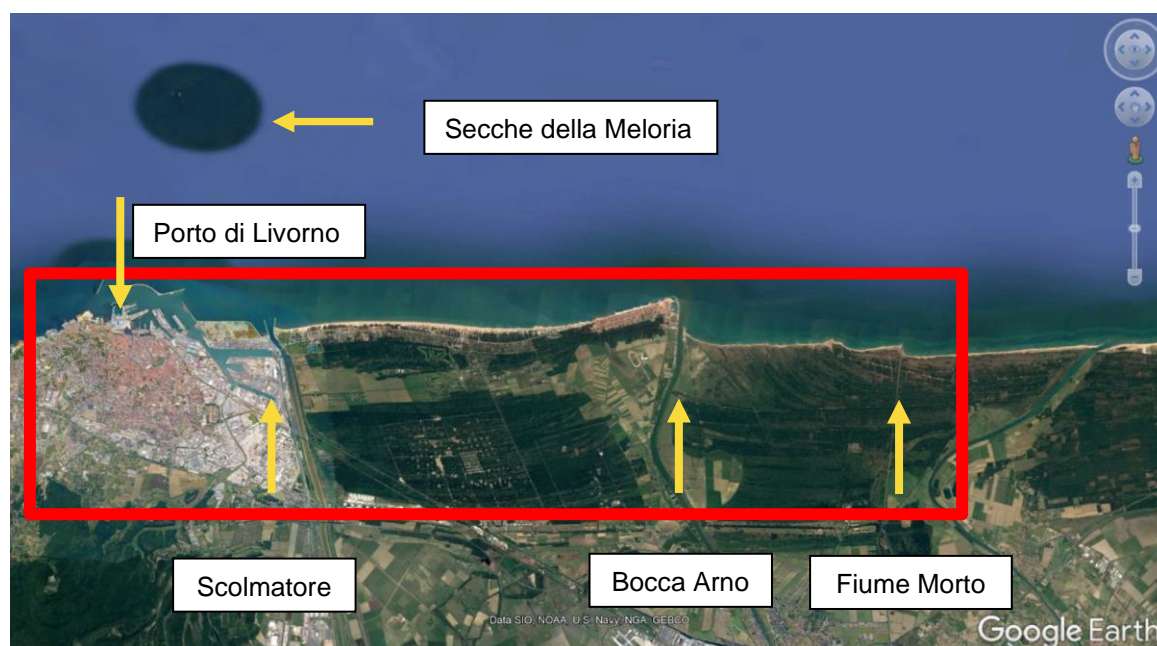 Secche della Meloria
Porto di Livorno
Scolmatore
Bocca Arno
Fiume Morto
Data SIO, NOAA, U.S. Navy, NGA, GEBCO
Google Earth